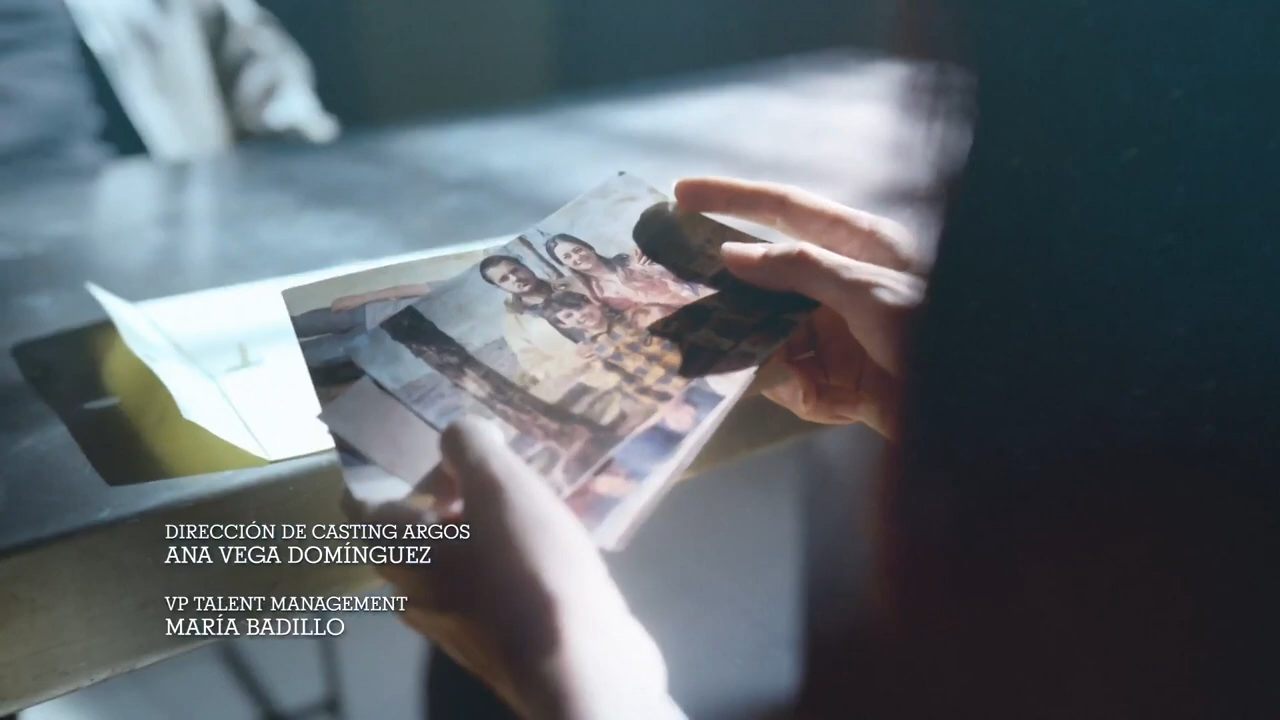 DIRECCIÓN DE CASTING ARGOS
ANA VEGA DOMÍNGUEZ
VP TALENT MANAGEMENT
MARÍA BADILLO